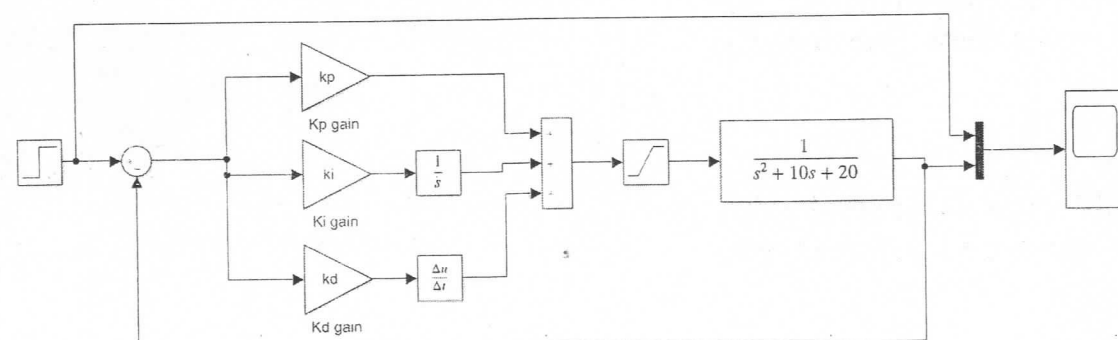 kp
Kp gain
ki
Ki gain
1
s
kd
Kd gain
Δu
Δt
1
s² + 10s + 20